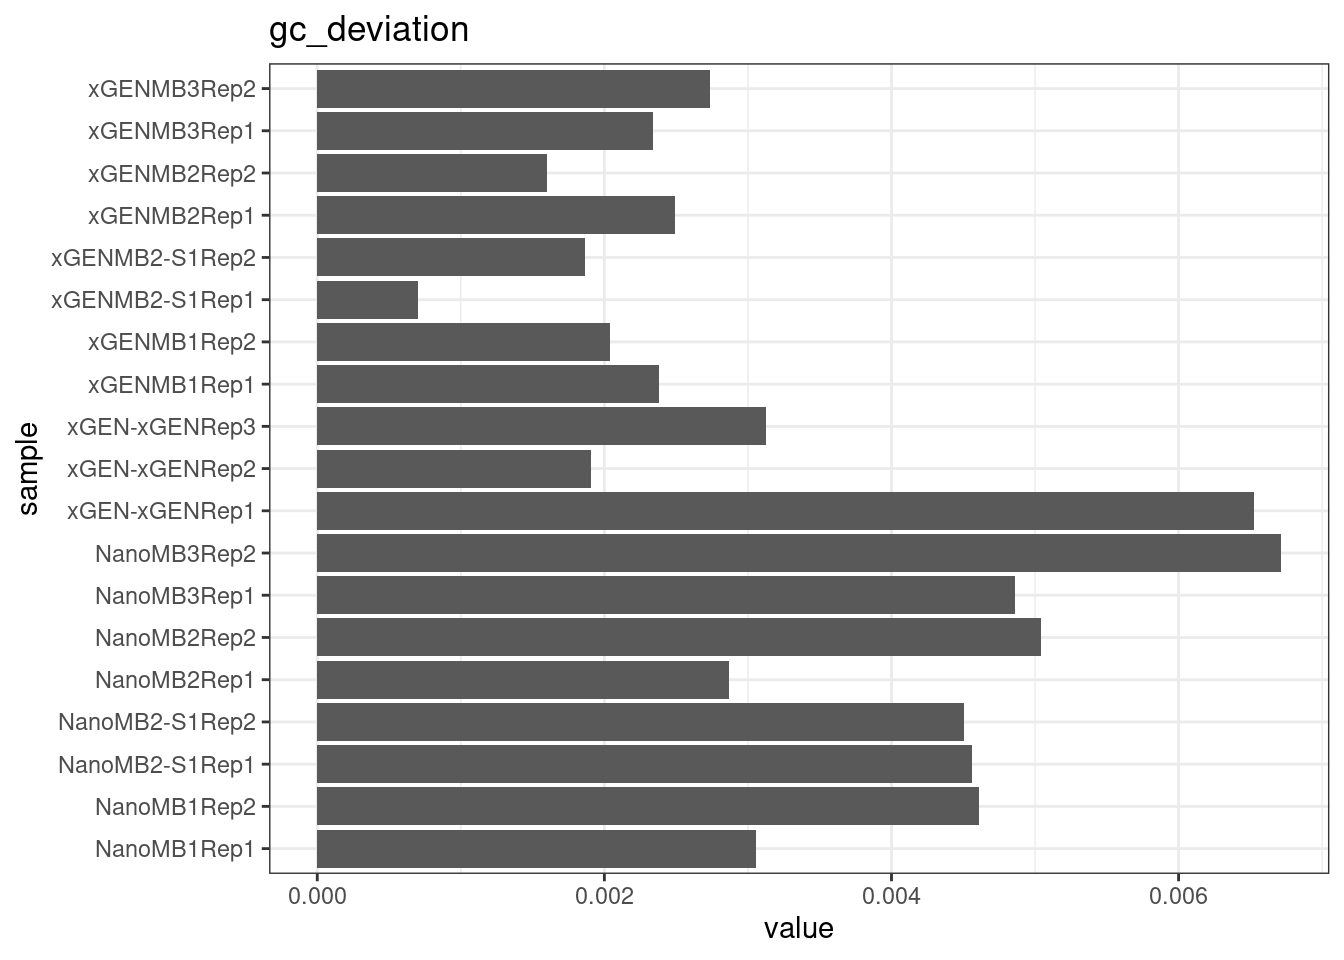 gc_deviation
xGENMB3Rep2
xGENMB3Rep1
xGENMB2Rep2
xGENMB2Rep1
xGENMB2-S1Rep2
xGENMB2-S1Rep1
xGENMB1Rep2
xGENMB1Rep1
xGEN-xGENRep3
xGEN-xGENRep2
xGEN-xGENRep1
NanoMB3Rep2
NanoMB3Rep1
NanoMB2Rep2
NanoMB2Rep1
NanoMB2-S1Rep2
NanoMB2-S1Rep1
NanoMB1Rep2
NanoMB1Rep1
sample
0.000 0.002 0.004 0.006
value